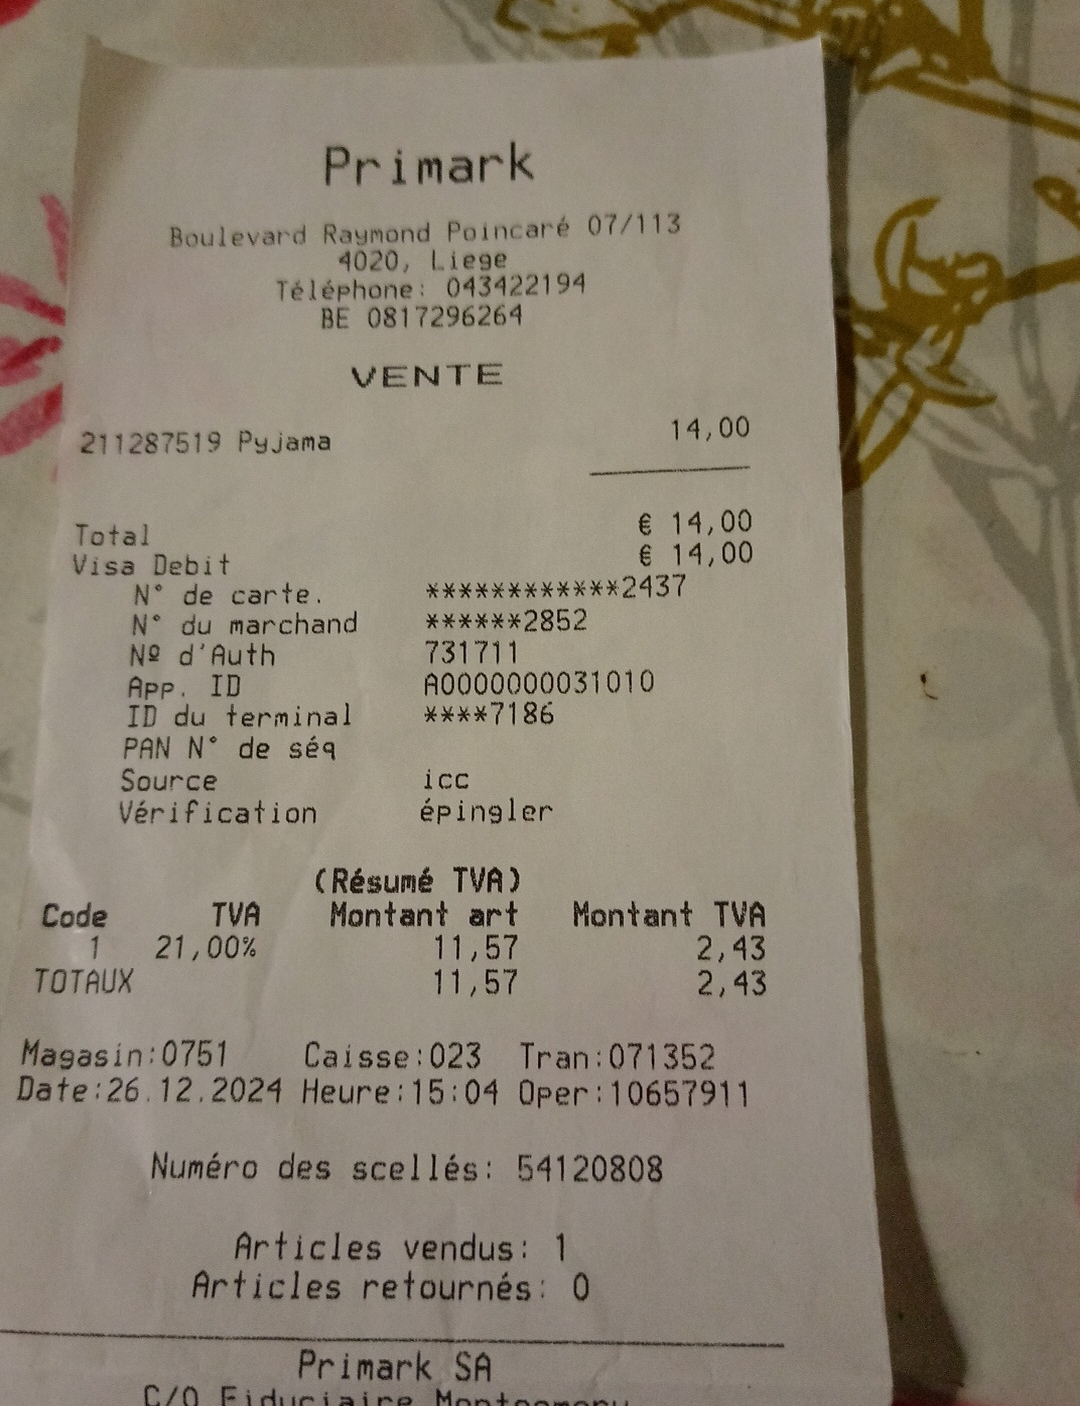 Primark
Boulevard Raymond Poincaré 07/113
4020, Liege
Téléphone: 043422194
BE 0817296264
VENTE
211287519 Pyjama 14,00
Total € 14,00
Visa Debit € 14,00
N° de carte. ************2437
N° du marchand ******2852
Nº d'Auth 731711
App. ID A0000000031010
ID du terminal ****7186
PAN N° de séq
Source icc
Vérification épingler
(Résumé TVA)
Code TVA Montant art Montant TVA
1 21,00% 11,57 2,43
TOTAUX 11,57 2,43
Magasin:0751 Caisse:023 Tran:071352
Date:26.12.2024 Heure:15:04 Oper:10657911
Numéro des scellés: 54120808
Articles vendus: 1
Articles retournés: 0
Primark SA
C/O Fiduciaire Montgomery